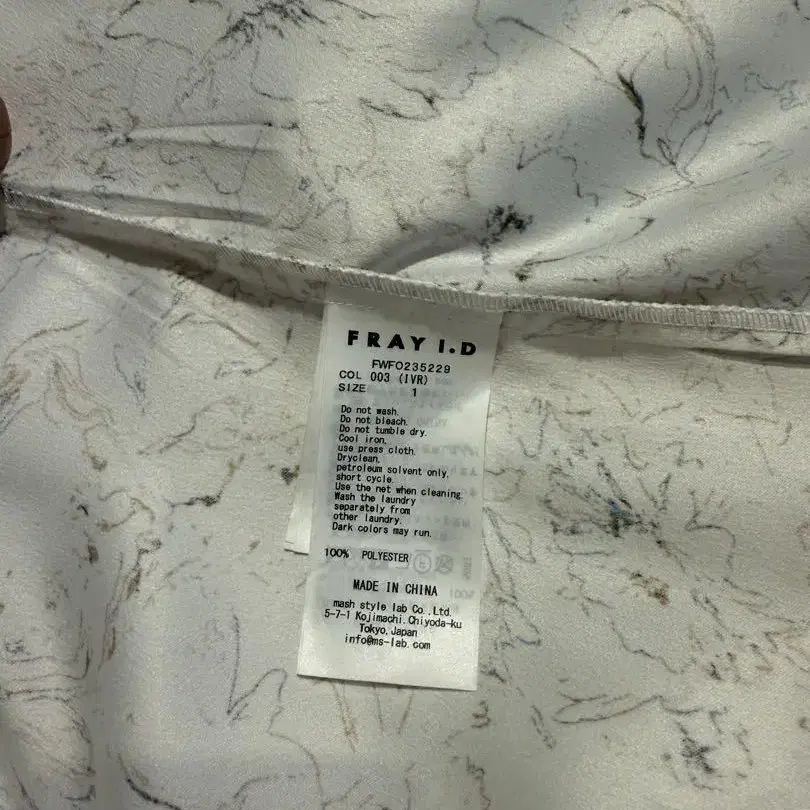 FRAY I.D
FWFO235229
COL 003 (IVR)
SIZE 1
Do not wash.
Do not bleach.
Do not tumble dry.
Cool iron,
use press cloth.
Dryclean,
petroleum solvent only,
short cycle.
Use the net when cleaning.
Wash the laundry
separately from
other laundry.
Dark colors may run.
100% POLYESTER
MADE IN CHINA
mash style lab Co.,Ltd.
5-7-1 Kojimachi,Chiyoda-ku
Tokyo,Japan
info@ms-lab.com